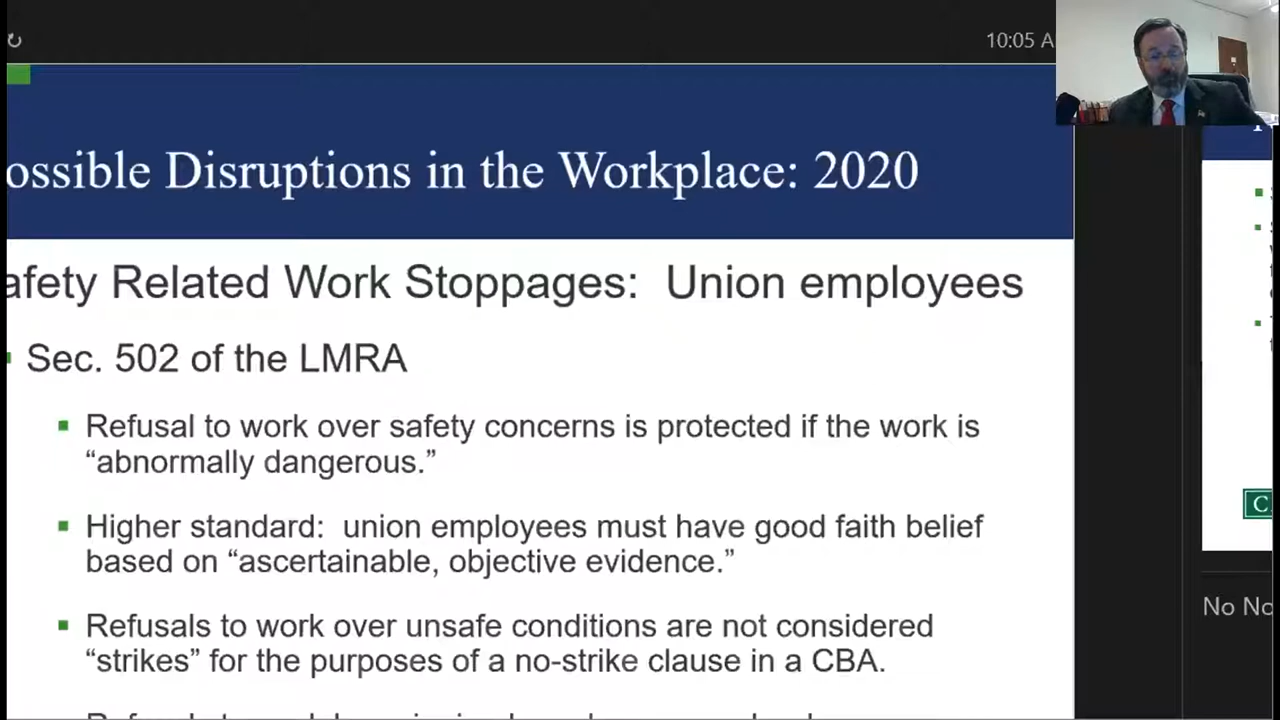 10:05 A
ossible Disruptions in the Workplace: 2020
afety Related Work Stoppages: Union employees
Sec. 502 of the LMRA
Refusal to work over safety concerns is protected if the work is
“abnormally dangerous.”
Higher standard: union employees must have good faith belief
based on “ascertainable, objective evidence.”
Refusals to work over unsafe conditions are not considered
“strikes” for the purposes of a no-strike clause in a CBA.
C
No No